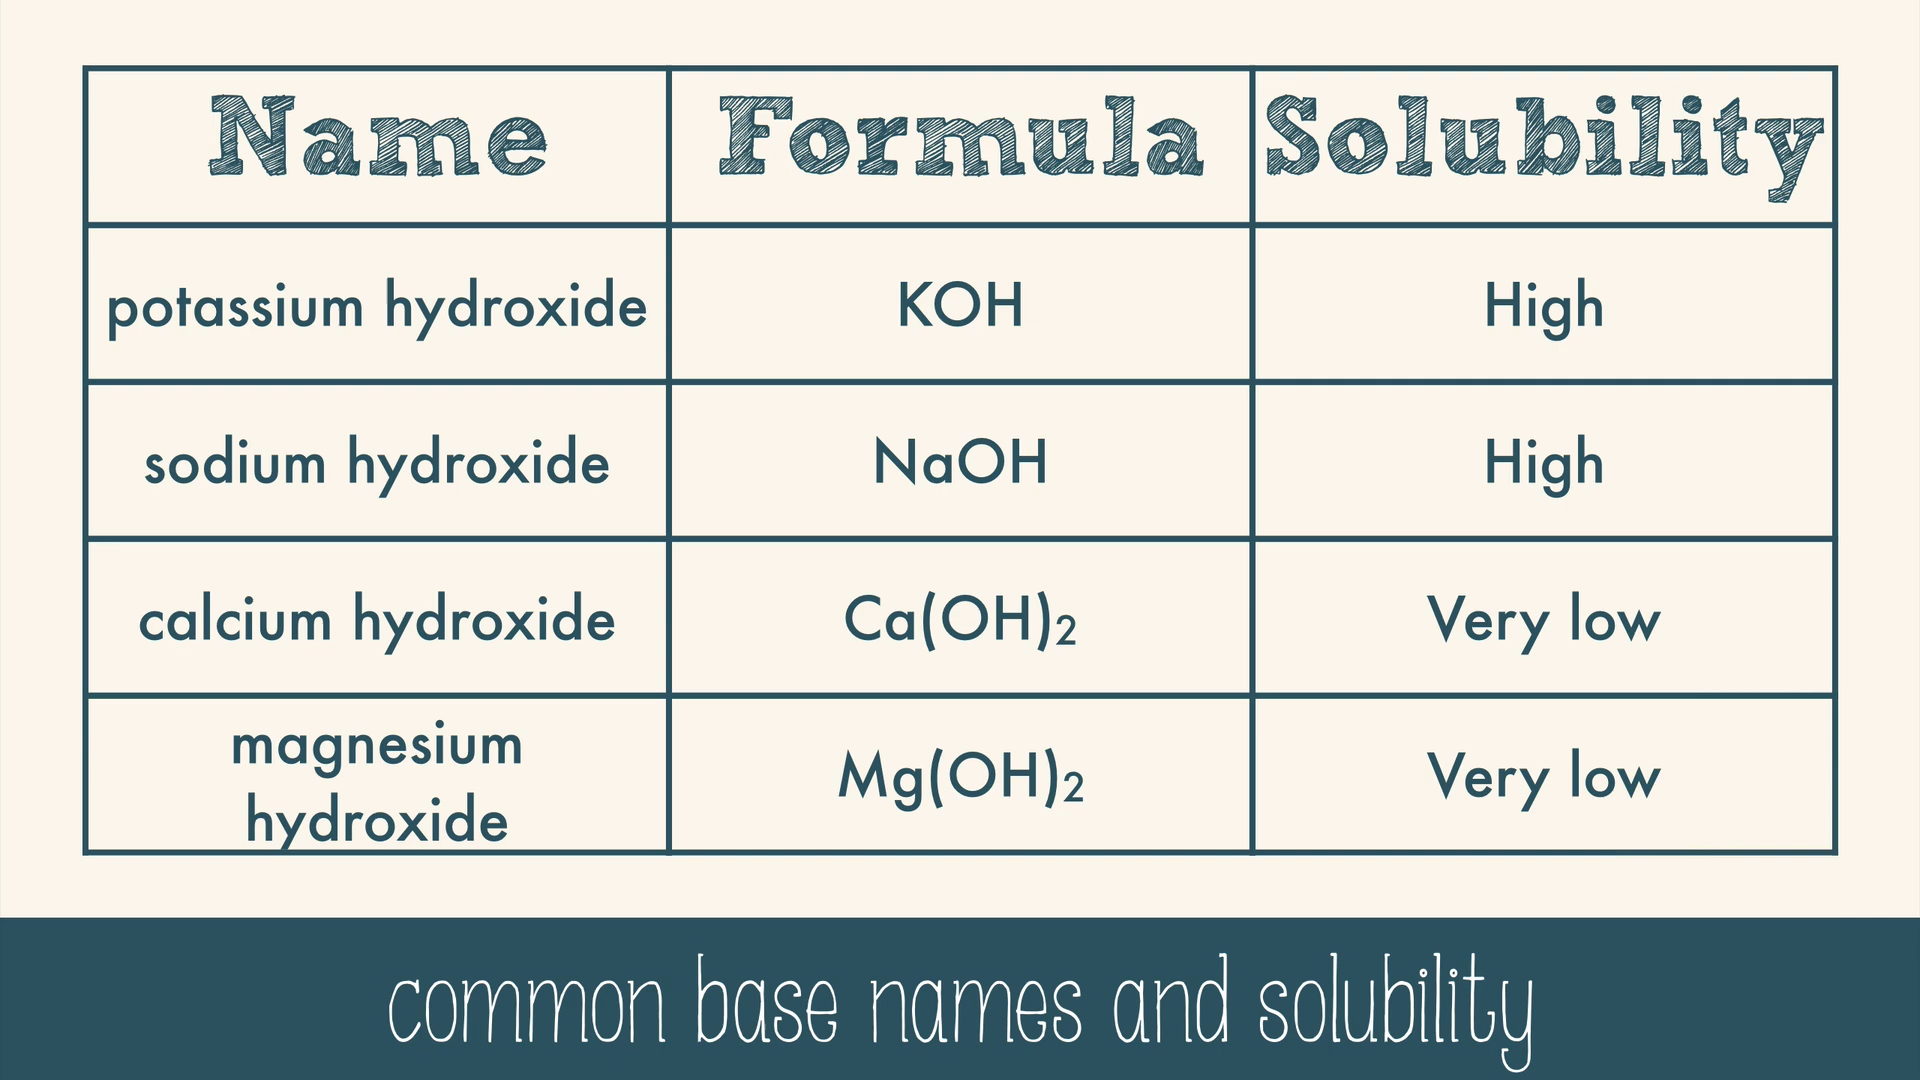 Name Formula Solubility
potassium hydroxide KOH High
sodium hydroxide NaOH High
calcium hydroxide Ca(OH)₂ Very low
magnesium
hydroxide Mg(OH)₂ Very low
common base names and solubility